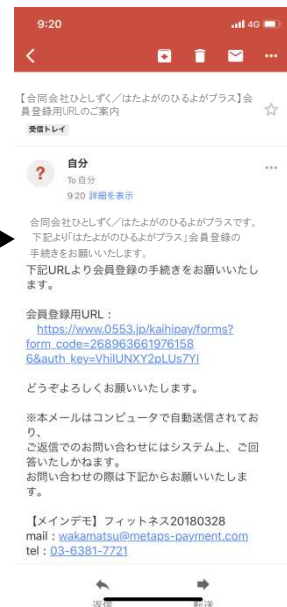 9:20
4G
【合同会社ひとしずく／はたよがのひるよがプラス】会
員登録用URLのご案内
受信トレイ
?
自分
To 自分
9:20 詳細を表示
合同会社ひとしずく／はたよがのひるよがプラスです。
下記より「はたよがのひるよがプラス」会員登録の
手続きをお願いいたします。
下記URLより会員登録の手続きをお願いいたし
ます。
会員登録用URL：
https://www.0553.jp/kaihipay/forms?
form_code=268963661976158
6&auth_key=VhiIUNXY2pLUs7YI
どうぞよろしくお願いいたします。
※本メールはコンピュータで自動送信されてお
り、
ご返信でのお問い合わせにはシステム上、ご回
答いたしかねます。
お問い合わせの際は下記からお願いいたしま
す。
【メインデモ】フィットネス20180328
mail : wakamatsu@metaps-payment.com
tel : 03-6381-7721
返信
転送